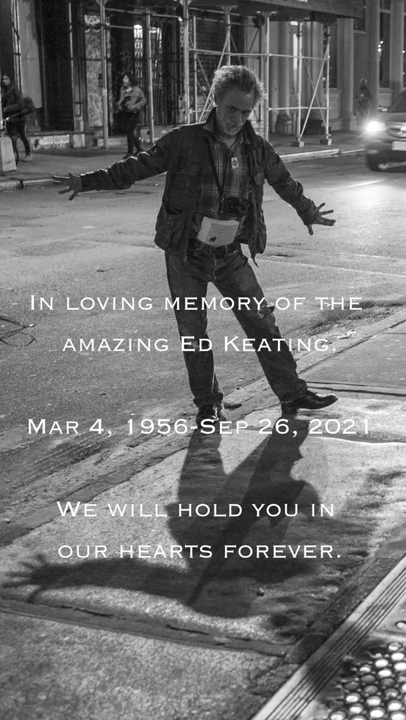 In loving memory of the
amazing Ed Keating.
Mar 4, 1956-Sep 26, 2021
We will hold you in
our hearts forever.